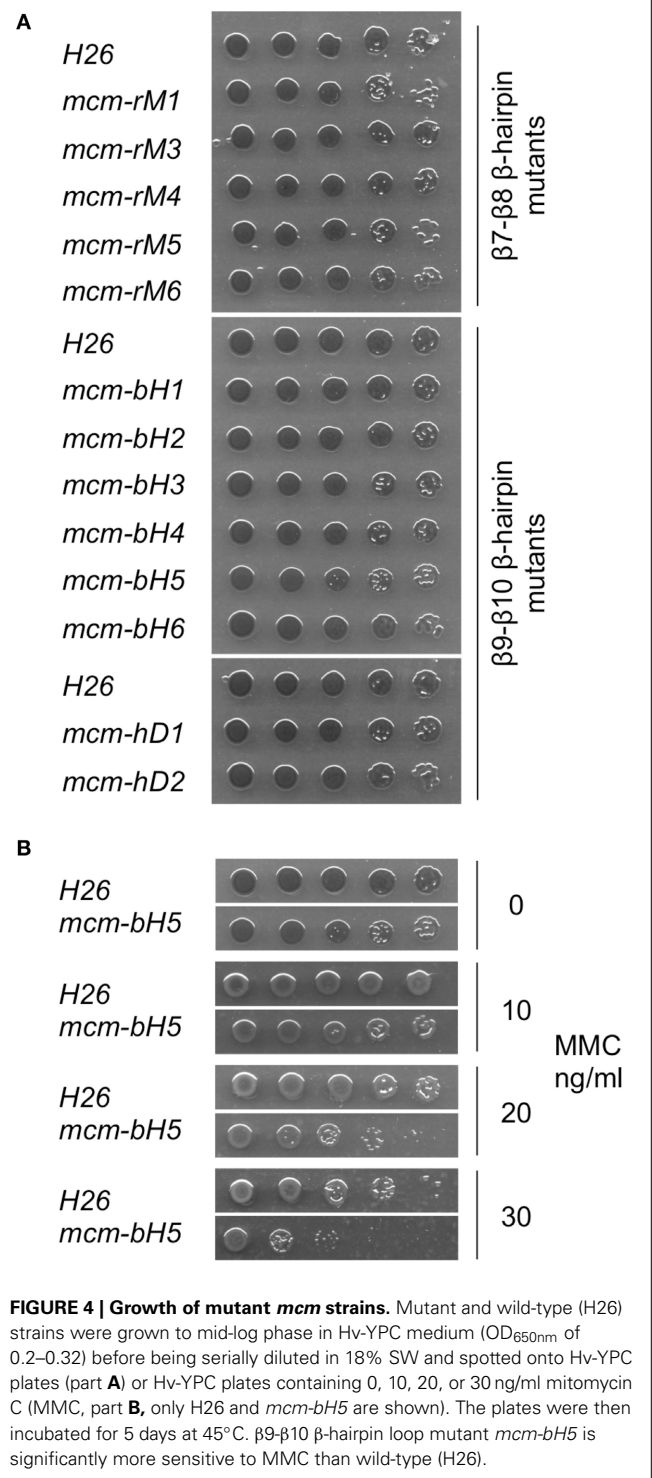 A
H26
mcm-rM1
mcm-rM3
mcm-rM4
mcm-rM5
mcm-rM6
β7-β8 β-hairpin
mutants
H26
mcm-bH1
mcm-bH2
mcm-bH3
mcm-bH4
mcm-bH5
mcm-bH6
H26
mcm-hD1
mcm-hD2
β9-β10 β-hairpin
mutants
B
H26
mcm-bH5
0
H26
mcm-bH5
10
H26
mcm-bH5
20
H26
mcm-bH5
30
MMC
ng/ml
FIGURE 4 | Growth of mutant mcm strains. Mutant and wild-type (H26)
strains were grown to mid-log phase in Hv-YPC medium (OD650nm of
0.2–0.32) before being serially diluted in 18% SW and spotted onto Hv-YPC
plates (part A) or Hv-YPC plates containing 0, 10, 20, or 30 ng/ml mitomycin
C (MMC, part B, only H26 and mcm-bH5 are shown). The plates were then
incubated for 5 days at 45°C. β9-β10 β-hairpin loop mutant mcm-bH5 is
significantly more sensitive to MMC than wild-type (H26).